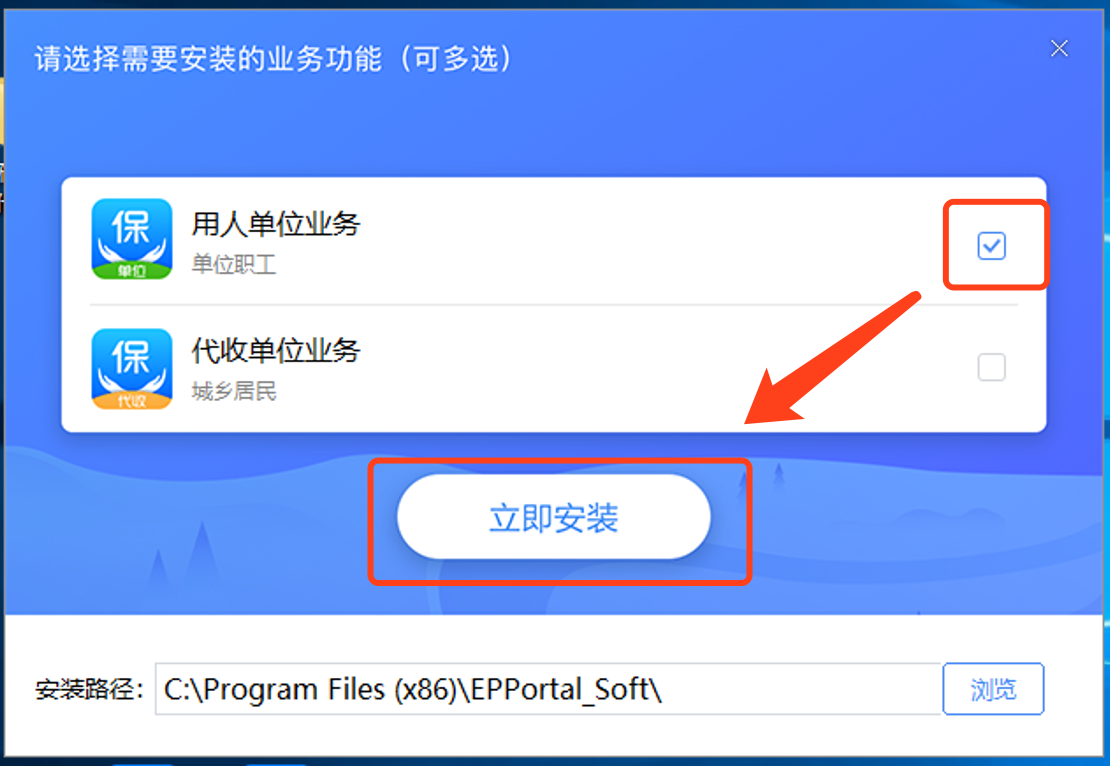 请选择需要安装的业务功能（可多选）
保
单位
用人单位业务
单位职工
保
代收
代收单位业务
城乡居民
立即安装
安装路径：
C:\Program Files (x86)\EPPortal_Soft\
浏览